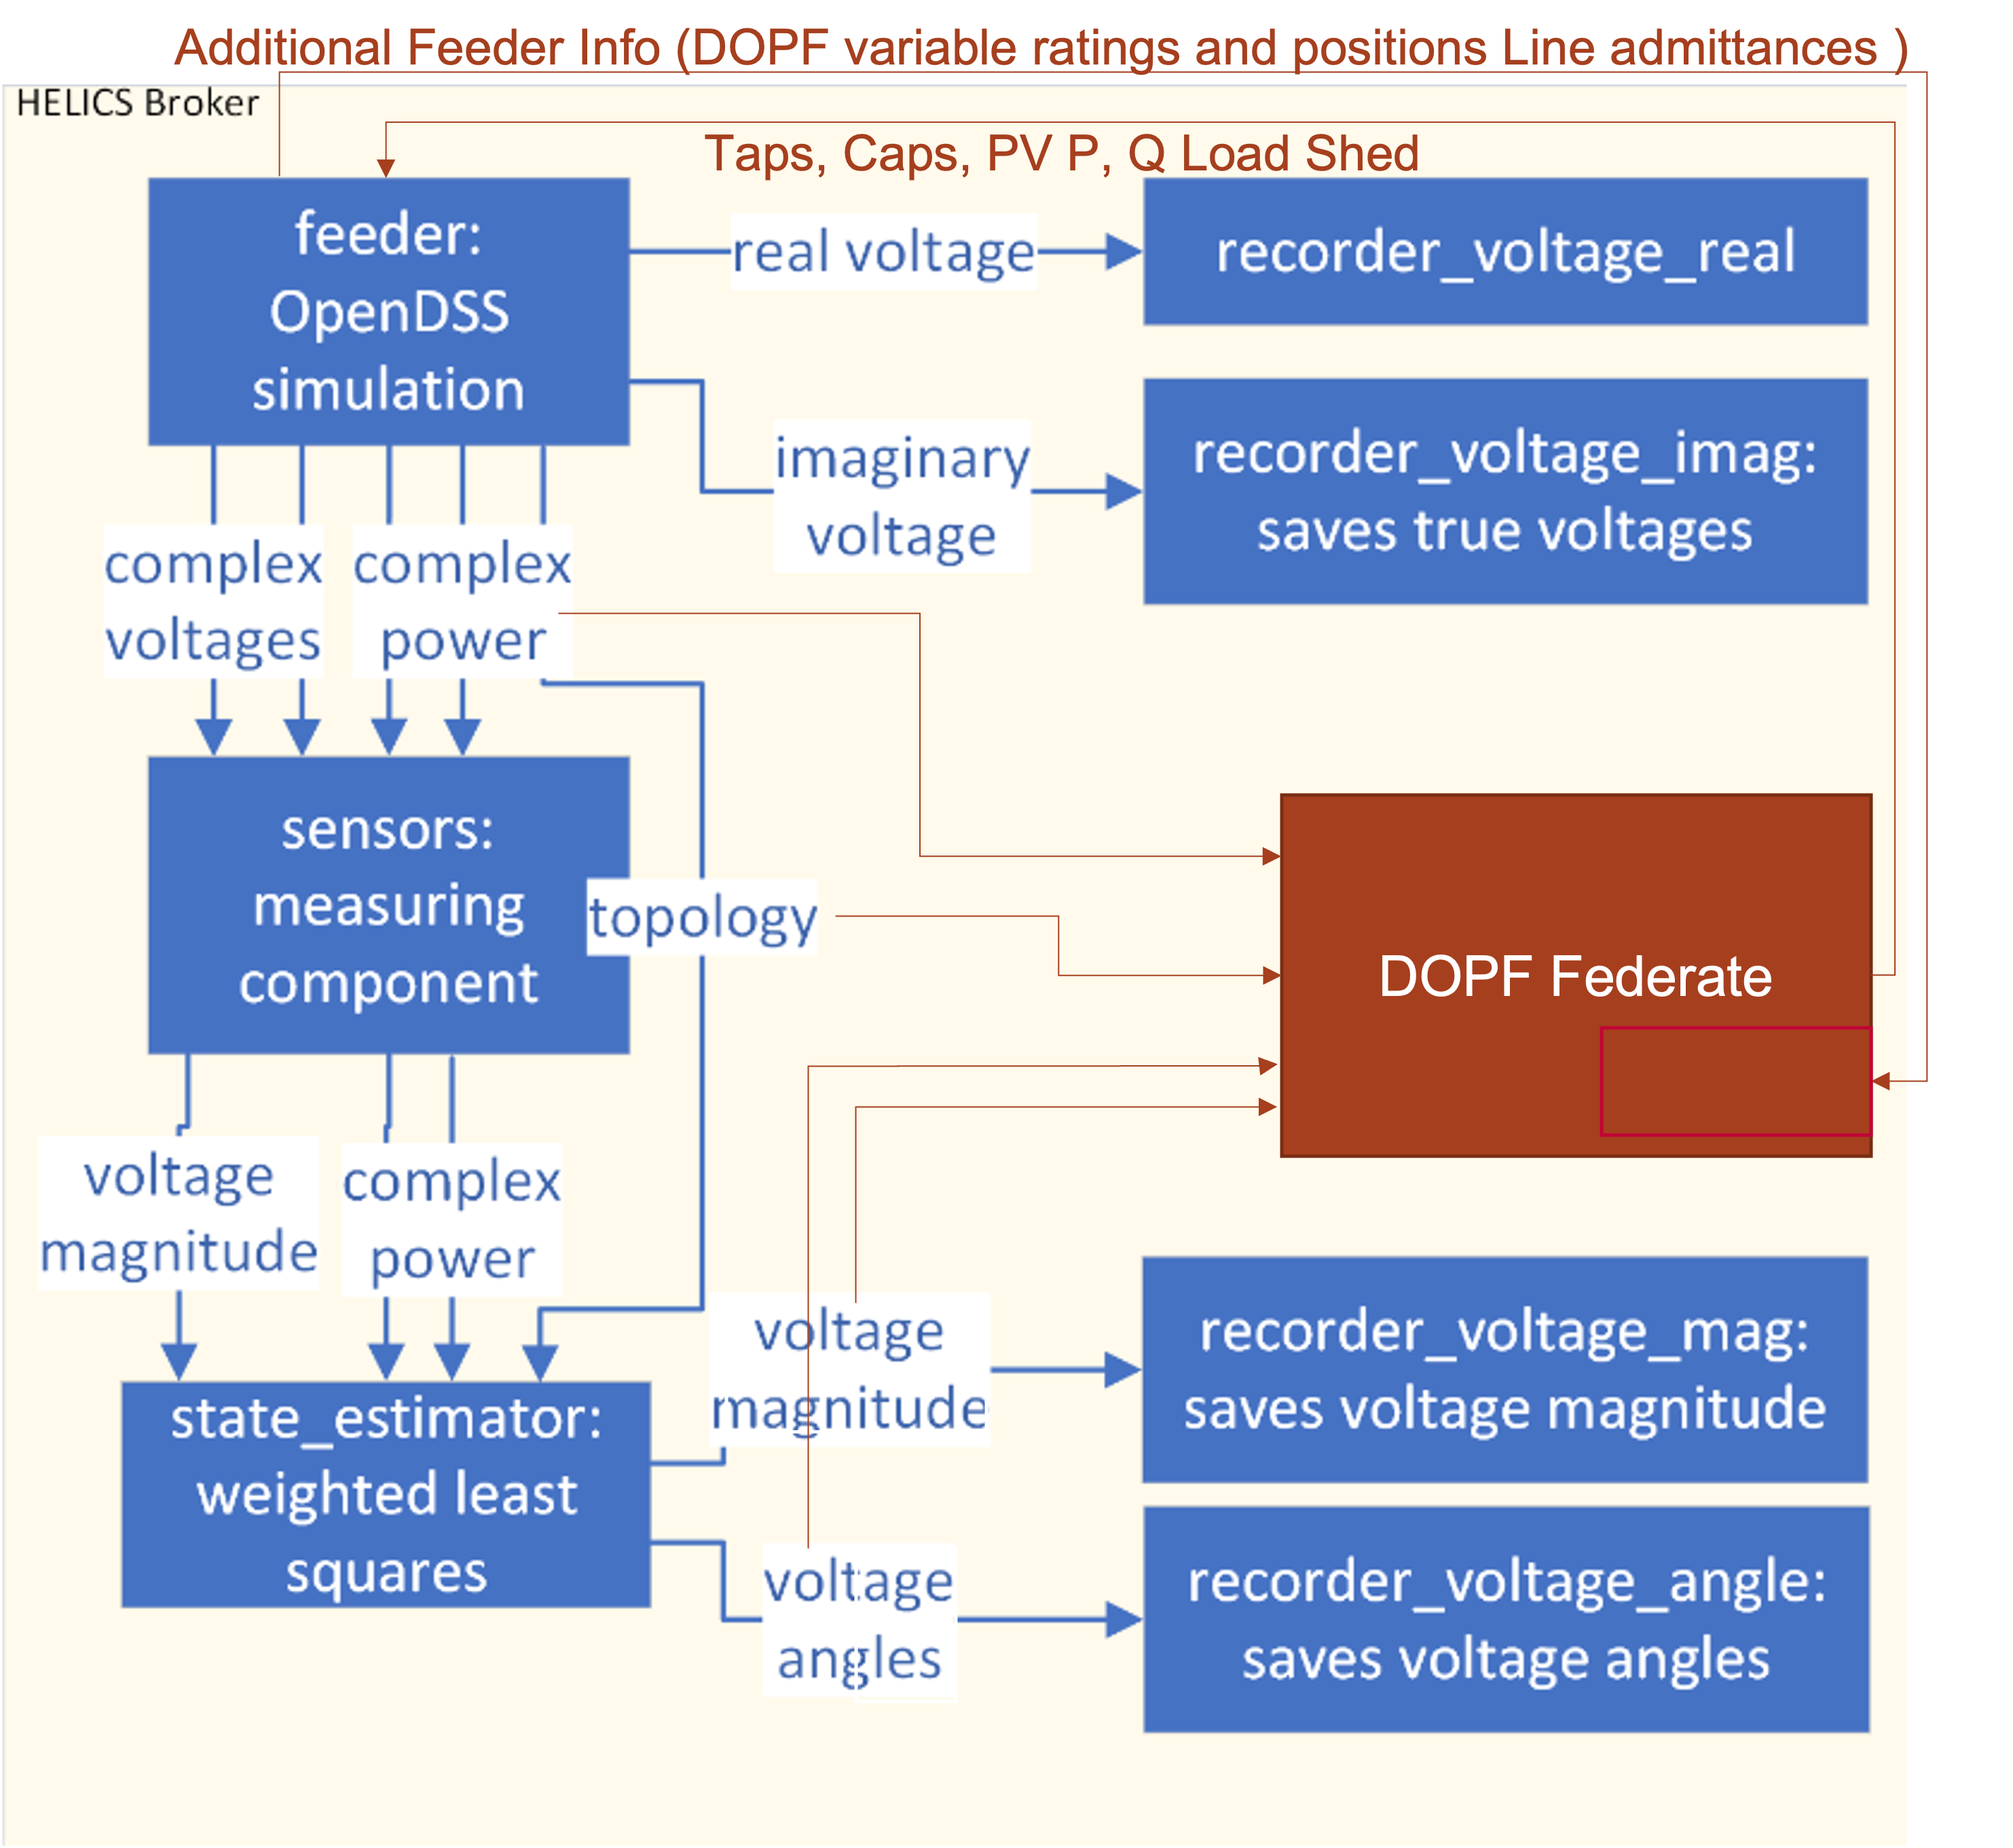 Additional Feeder Info (DOPF variable ratings and positions Line admittances )
HELICS Broker
Taps, Caps, PV P, Q Load Shed
feeder:
OpenDSS
simulation
real voltage
recorder_voltage_real
imaginary
voltage
recorder_voltage_imag:
saves true voltages
complex
voltages
complex
power
sensors:
measuring
component
topology
DOPF Federate
voltage
magnitude
complex
power
voltage
magnitude
recorder_voltage_mag:
saves voltage magnitude
state_estimator:
weighted least
squares
voltage
angles
recorder_voltage_angle:
saves voltage angles